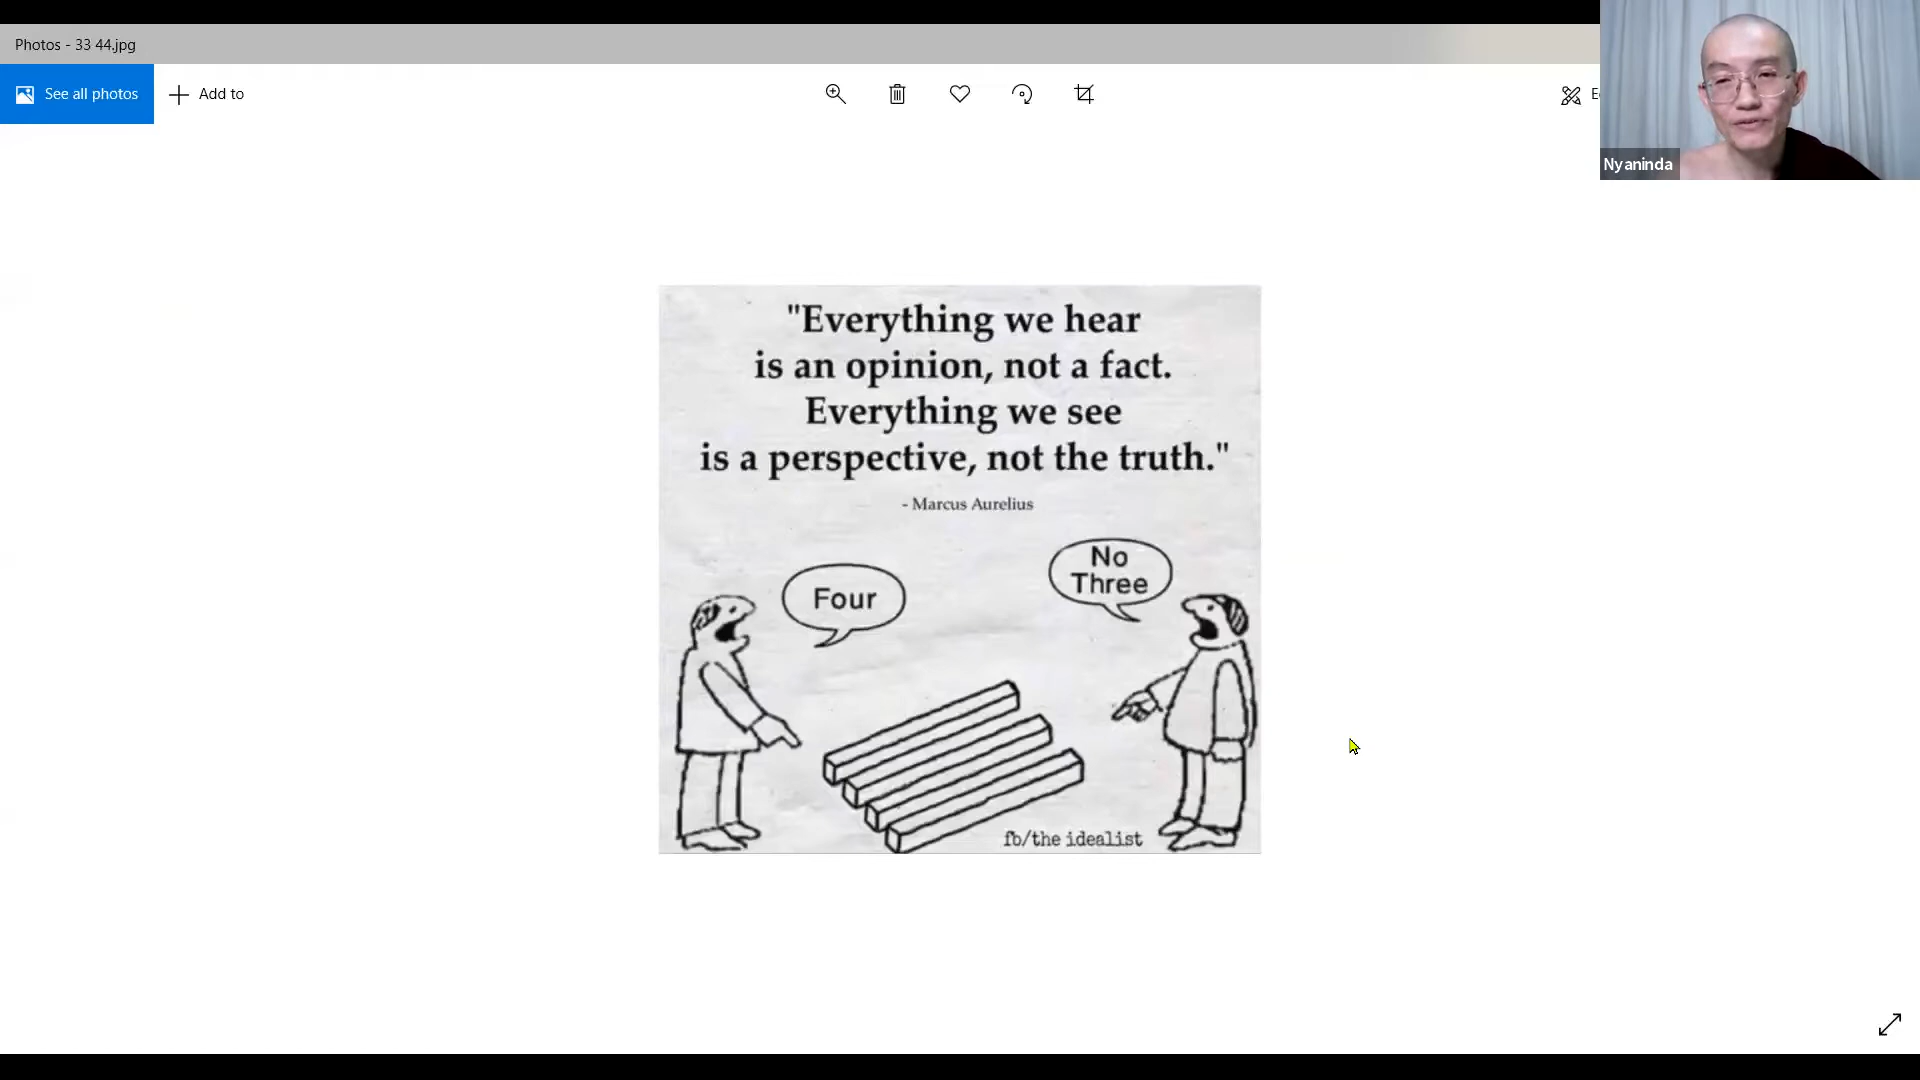 Photos - 33 44.jpg
See all photos
Add to
Nyaninda
"Everything we hear
is an opinion, not a fact.
Everything we see
is a perspective, not the truth."
- Marcus Aurelius
Four
No
Three
fb/the idealist